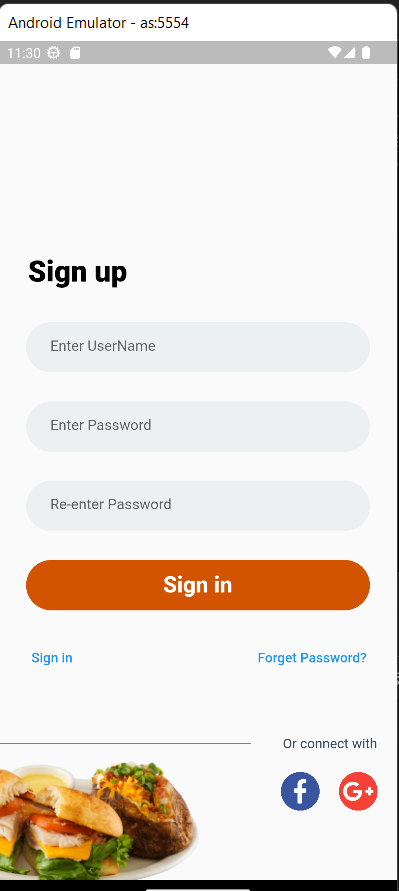 Android Emulator - as:5554
11:30
Sign up
Enter UserName
Enter Password
Re-enter Password
Sign in
Sign in Forget Password?
Or connect with
f G+